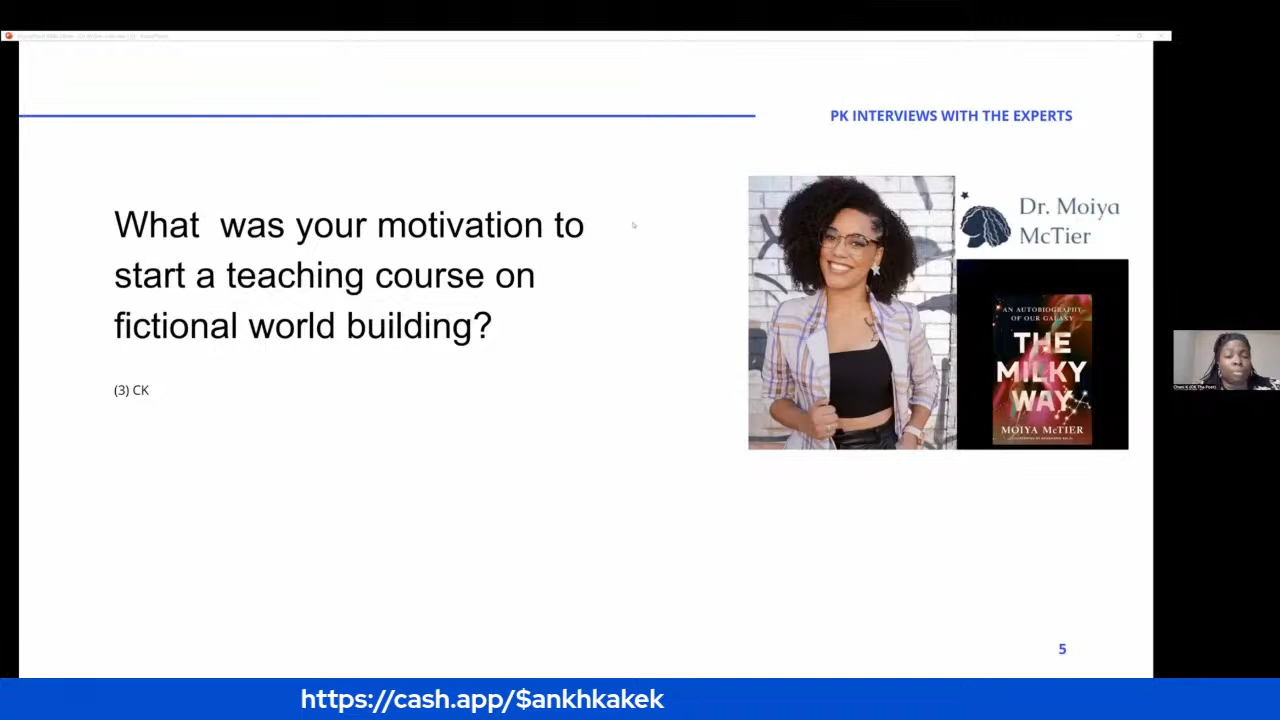 PK INTERVIEWS WITH THE EXPERTS
What was your motivation to
start a teaching course on
fictional world building?
(3) CK
Dr. Moiya
McTier
AN AUTOBIOGRAPHY
OF OUR GALAXY
THE
MILKY
WAY
MOIYA McTIER
5
https://cash.app/$ankhkakek